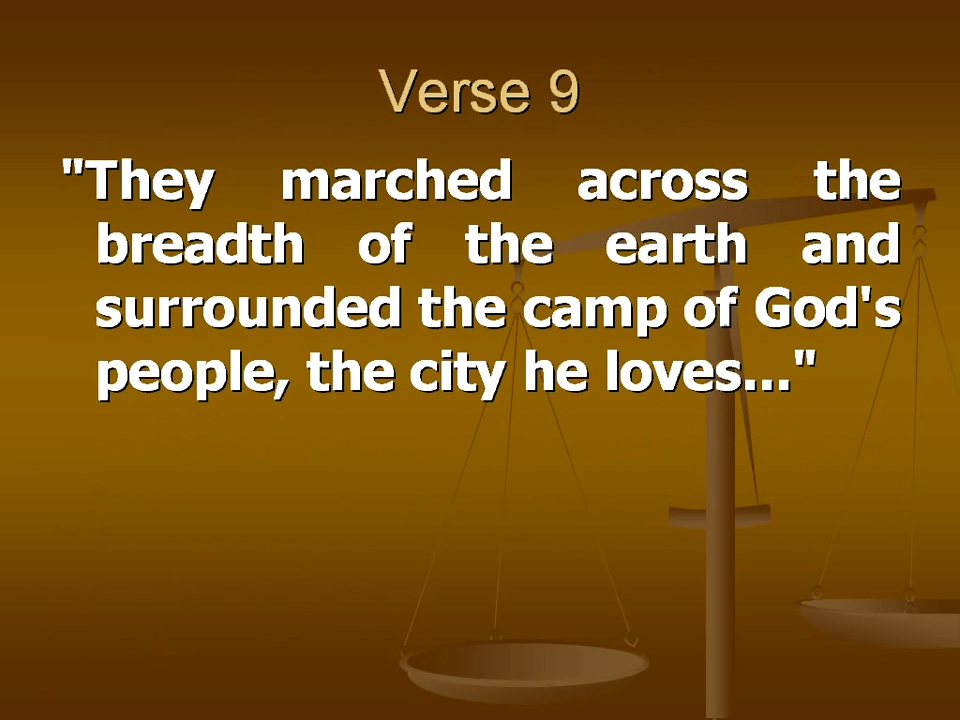 Verse 9
"They marched across the
breadth of the earth and
surrounded the camp of God's
people, the city he loves..."